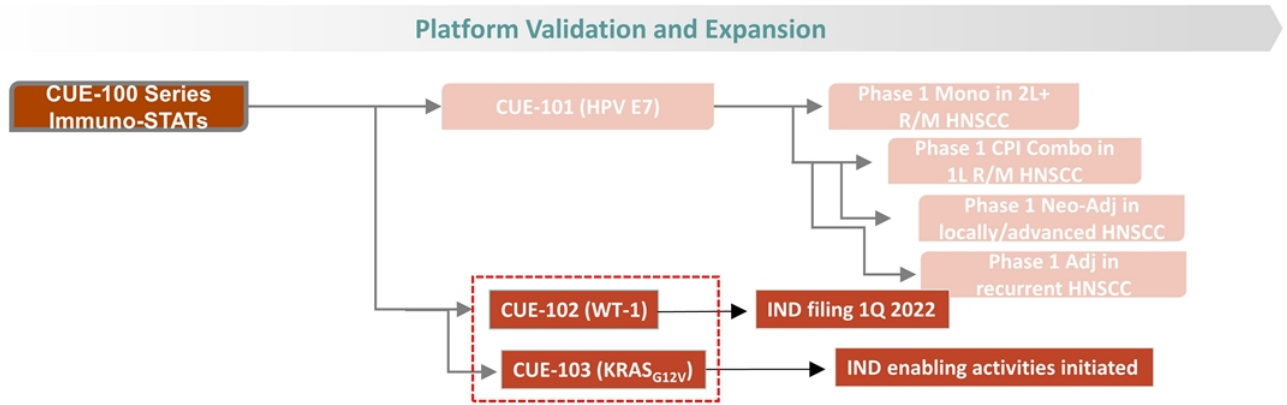 Platform Validation and Expansion
CUE-100 Series
Immuno-STATs
CUE-101 (HPV E7)
Phase 1 Mono in 2L+
R/M HNSCC
Phase 1 CPI Combo in
1L R/M HNSCC
Phase 1 Neo-Adj in
locally/advanced HNSCC
Phase 1 Adj in
recurrent HNSCC
CUE-102 (WT-1)
IND filing 1Q 2022
CUE-103 (KRASG12V)
IND enabling activities initiated